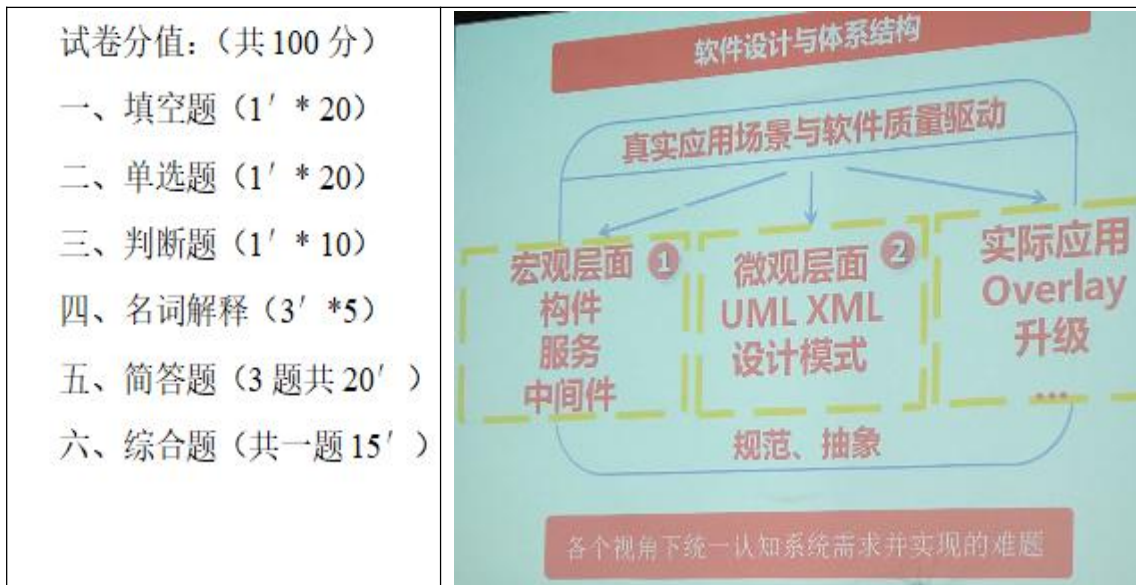 试卷分值：（共 100 分）
一、填空题（1′ * 20）
二、单选题（1′ * 20）
三、判断题（1′ * 10）
四、名词解释（3′ *5）
五、简答题（3 题共 20′ ）
六、综合题（共一题 15′ ）
软件设计与体系结构
真实应用场景与软件质量驱动
宏观层面 1
构件
服务
中间件
微观层面 2
UML XML
设计模式
实际应用
Overlay
升级
...
规范、抽象
各个视角下统一认知系统需求并实现的难题